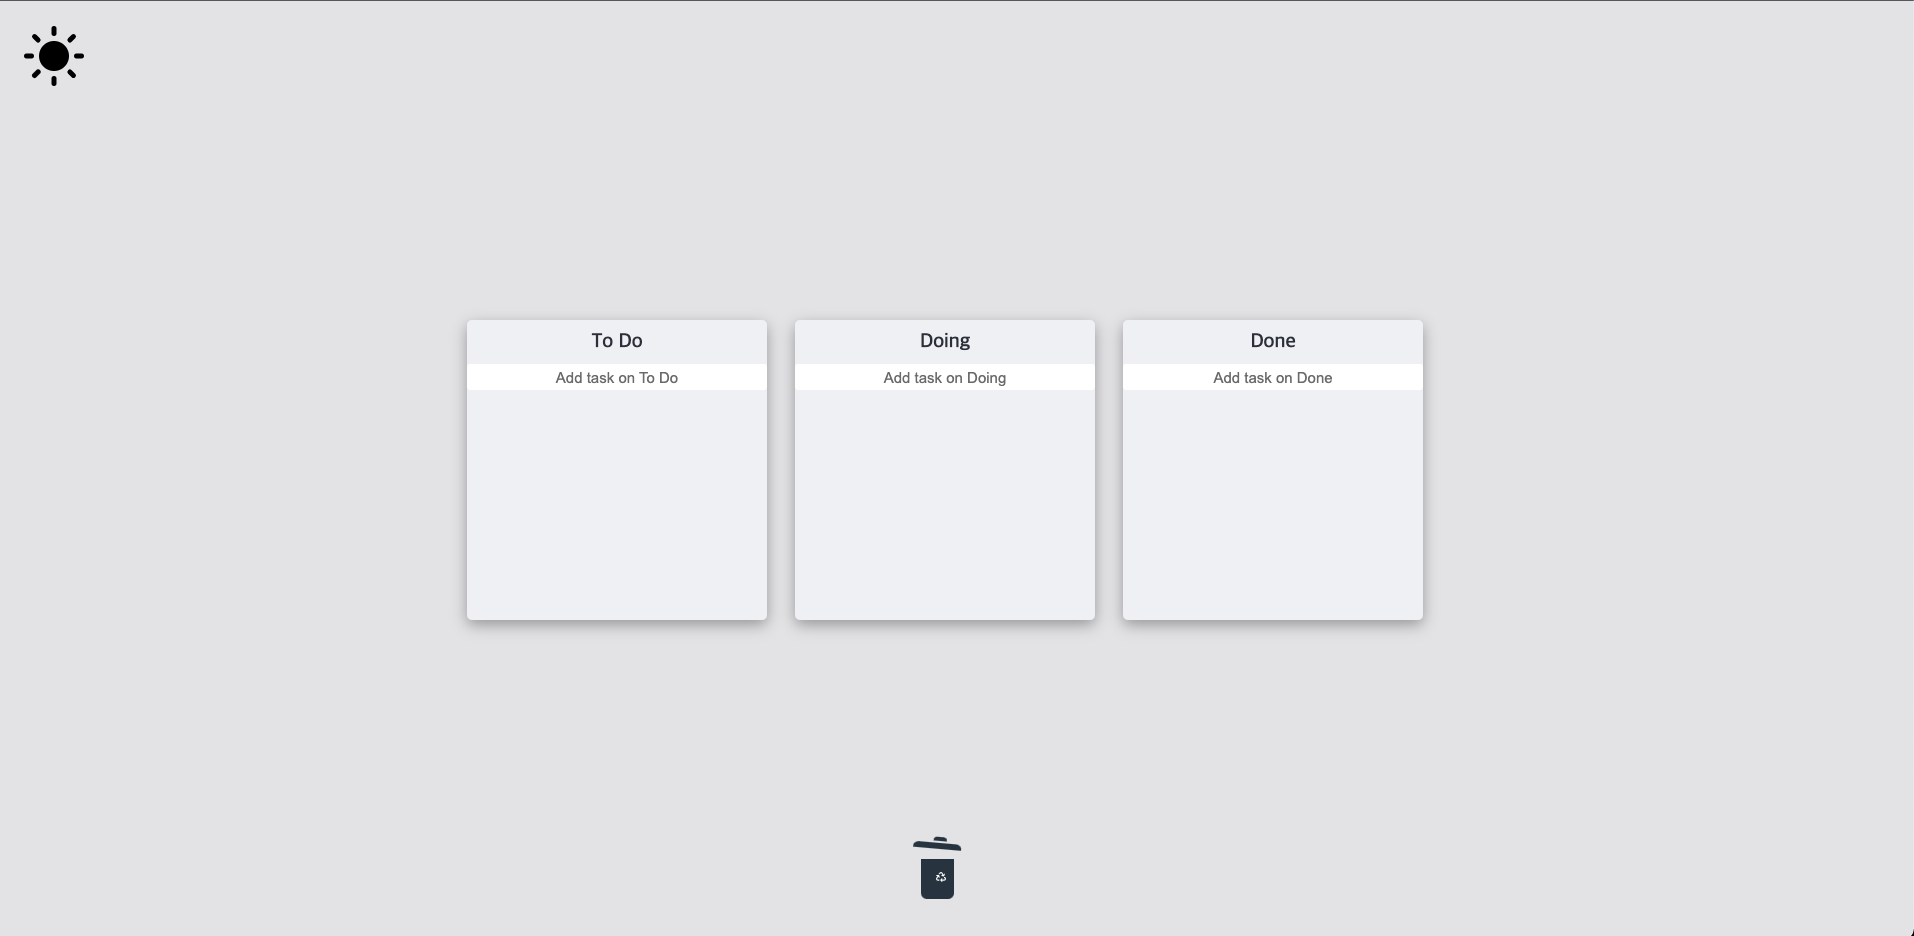 To Do
Add task on To Do
Doing
Add task on Doing
Done
Add task on Done